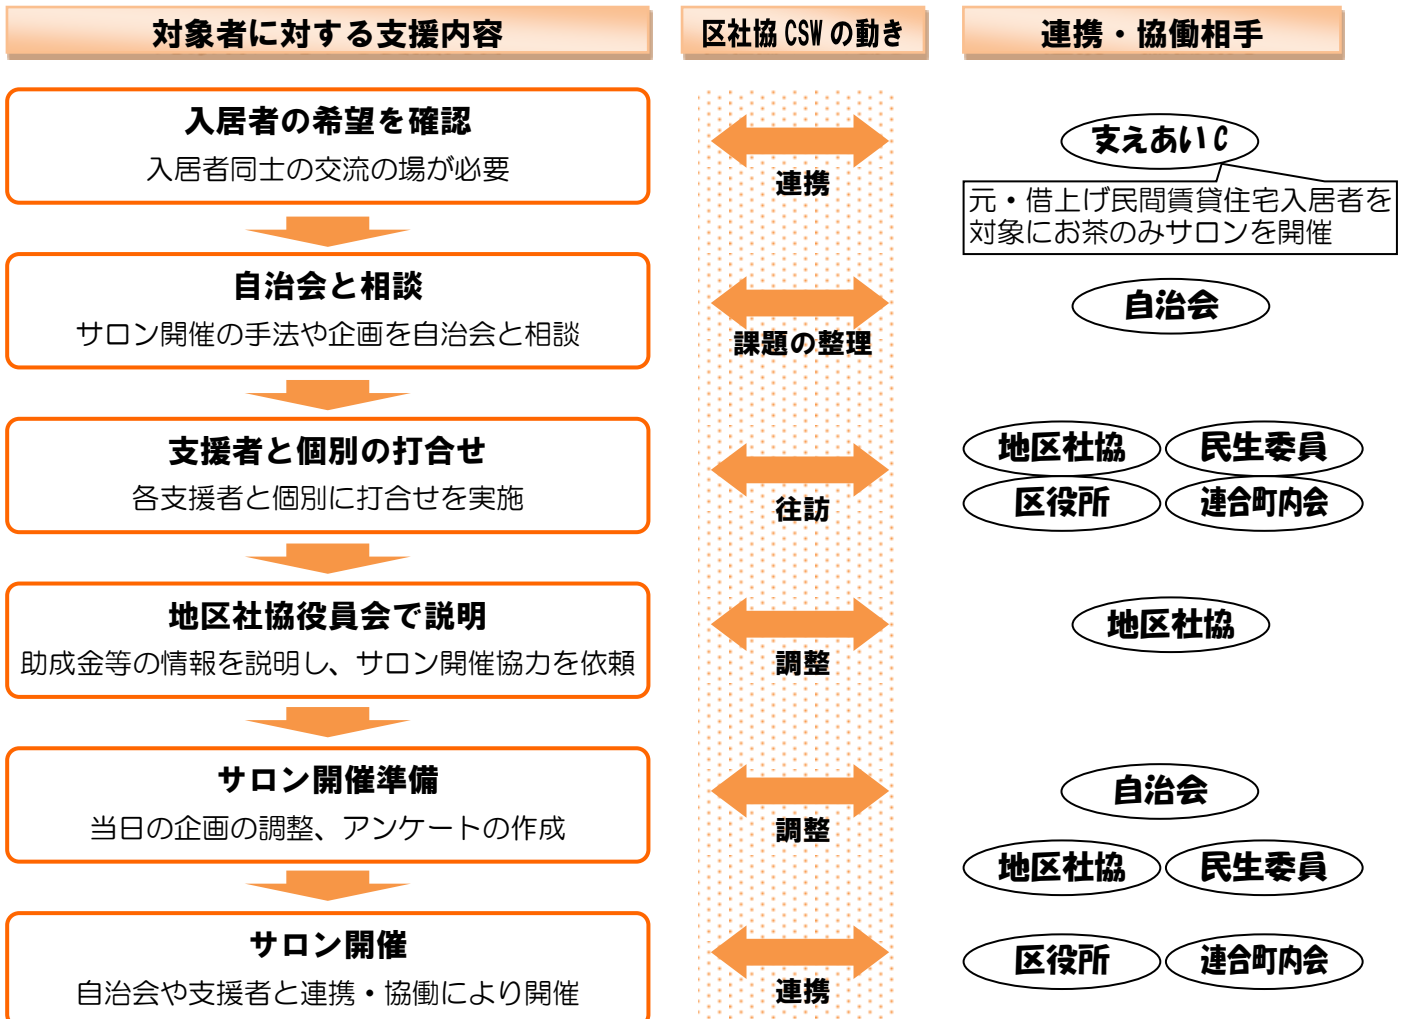 対象者に対する支援内容
区社協 CSW の動き
連携・協働相手
入居者の希望を確認
入居者同士の交流の場が必要
連携
支えあいC
元・借上げ民間賃貸住宅入居者を
対象にお茶のみサロンを開催
自治会と相談
サロン開催の手法や企画を自治会と相談
課題の整理
自治会
支援者と個別の打合せ
各支援者と個別に打合せを実施
往訪
地区社協
民生委員
区役所
連合町内会
地区社協役員会で説明
助成金等の情報を説明し、サロン開催協力を依頼
調整
地区社協
サロン開催準備
当日の企画の調整、アンケートの作成
調整
自治会
地区社協
民生委員
サロン開催
自治会や支援者と連携・協働により開催
連携
区役所
連合町内会